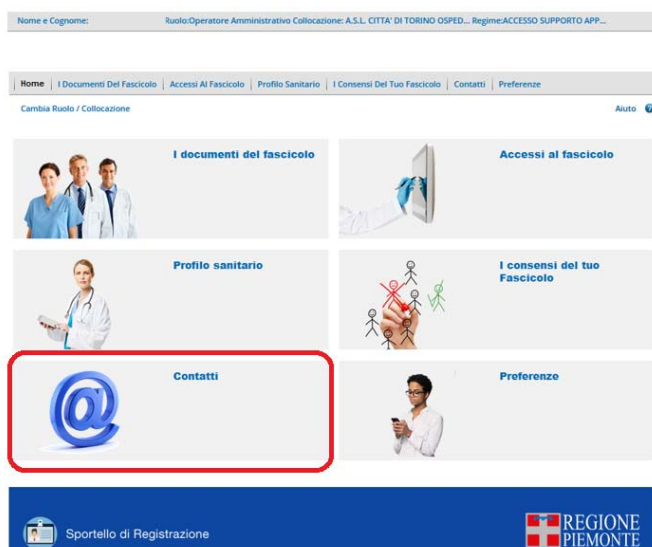 Nome e Cognome: Ruolo:Operatore Amministrativo Collocazione: A.S.L. CITTA' DI TORINO OSPED... Regime:ACCESSO SUPPORTO APP...
Home | I Documenti Del Fascicolo | Accessi Al Fascicolo | Profilo Sanitario | I Consensi Del Tuo Fascicolo | Contatti | Preferenze
Cambia Ruolo / Collocazione Aiuto ?
I documenti del fascicolo
Accessi al fascicolo
Profilo sanitario
I consensi del tuo
Fascicolo
@
Contatti
Preferenze
Sportello di Registrazione
REGIONE
PIEMONTE